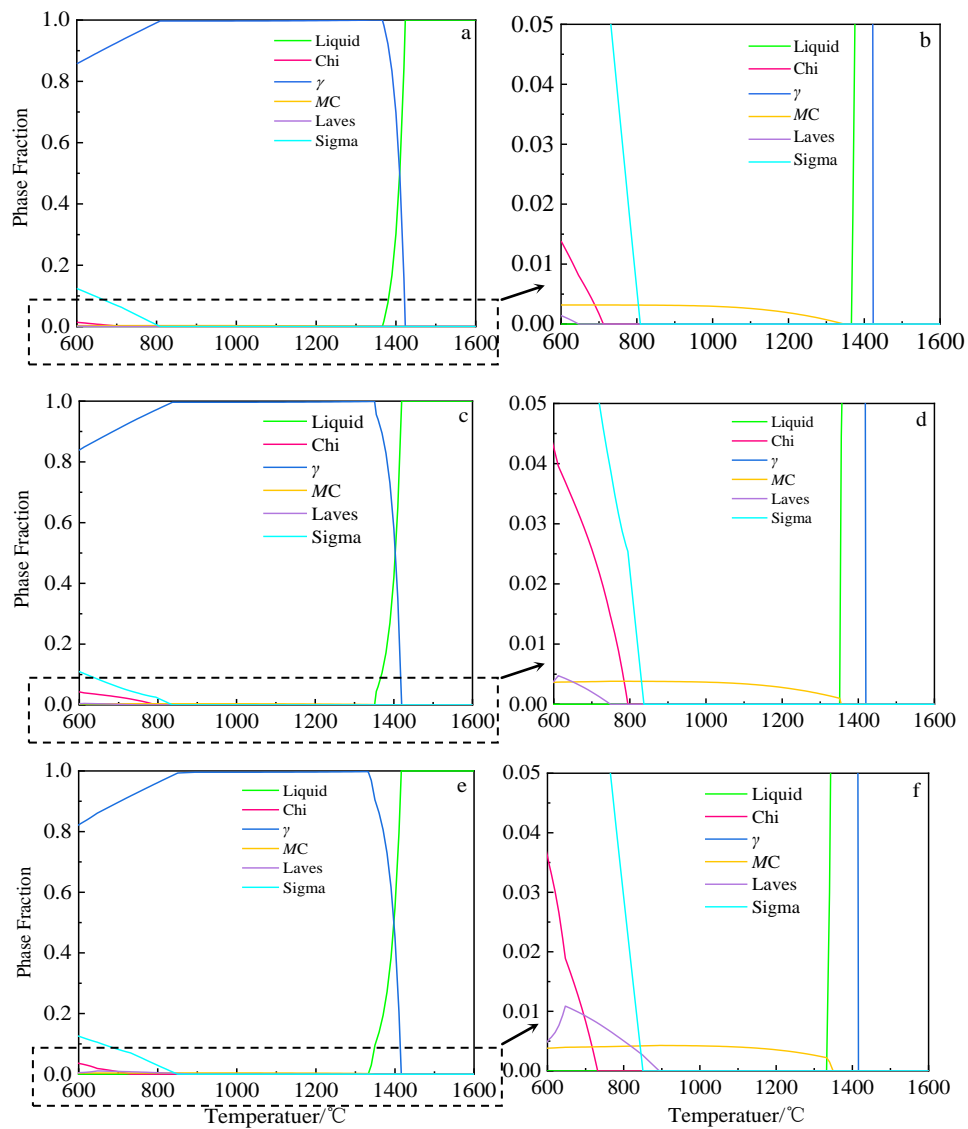 a
Liquid
Chi
γ
MC
Laves
Sigma
Phase Fraction
1.0
0.8
0.6
0.4
0.2
0.0
600 800 1000 1200 1400 1600
b
Liquid
Chi
γ
MC
Laves
Sigma
0.05
0.04
0.03
0.02
0.01
0.00
600 800 1000 1200 1400 1600
c
Liquid
Chi
γ
MC
Laves
Sigma
Phase Fraction
1.0
0.8
0.6
0.4
0.2
0.0
600 800 1000 1200 1400 1600
d
Liquid
Chi
γ
MC
Laves
Sigma
0.05
0.04
0.03
0.02
0.01
0.00
600 800 1000 1200 1400 1600
e
Liquid
Chi
γ
MC
Laves
Sigma
Phase Fraction
1.0
0.8
0.6
0.4
0.2
0.0
600 800 1000 1200 1400 1600
Temperatuer/℃
f
Liquid
Chi
γ
MC
Laves
Sigma
0.05
0.04
0.03
0.02
0.01
0.00
600 800 1000 1200 1400 1600
Temperatuer/℃